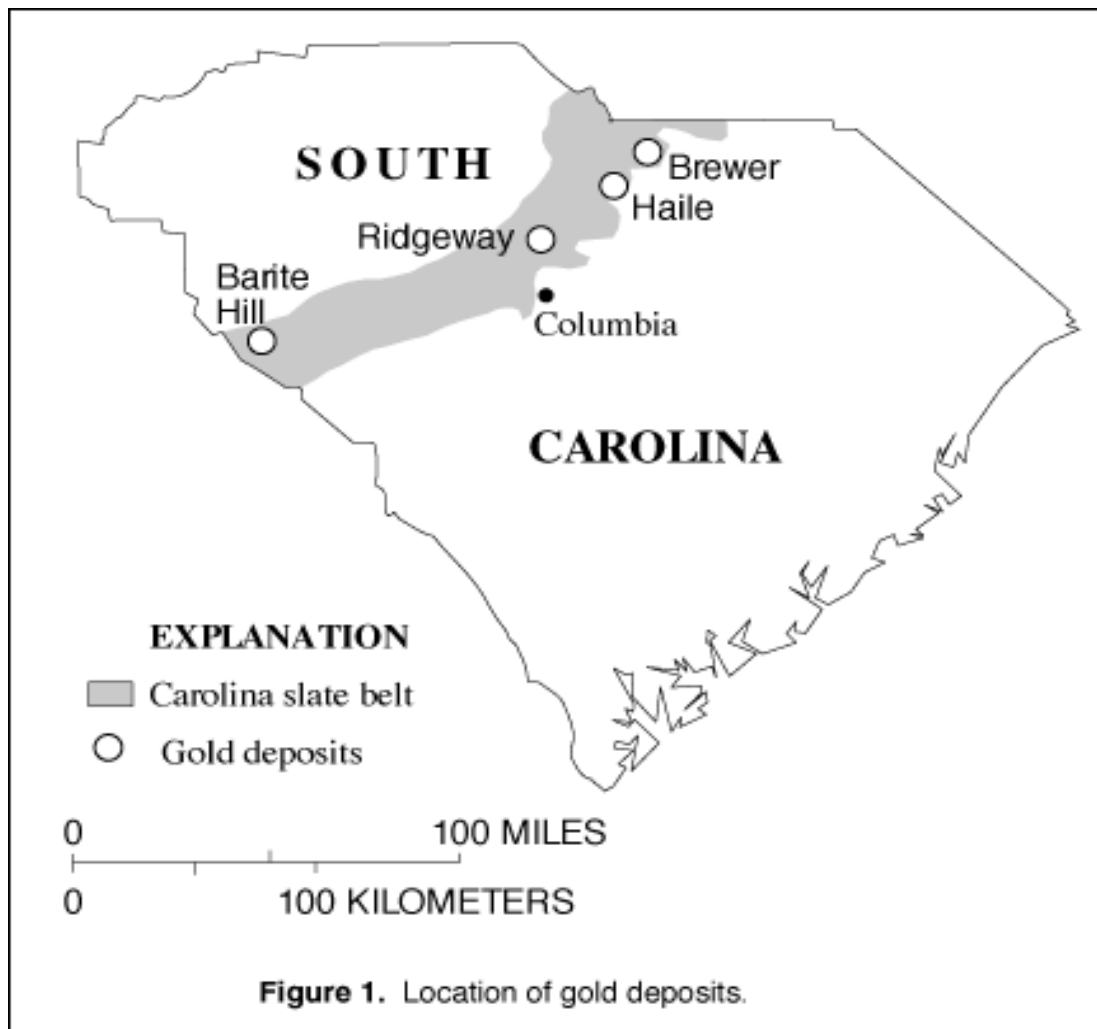 SOUTH
Brewer
Haile
Ridgeway
Barite
Hill
Columbia
CAROLINA
EXPLANATION
Carolina slate belt
Gold deposits
0 100 MILES
0 100 KILOMETERS
Figure 1. Location of gold deposits.